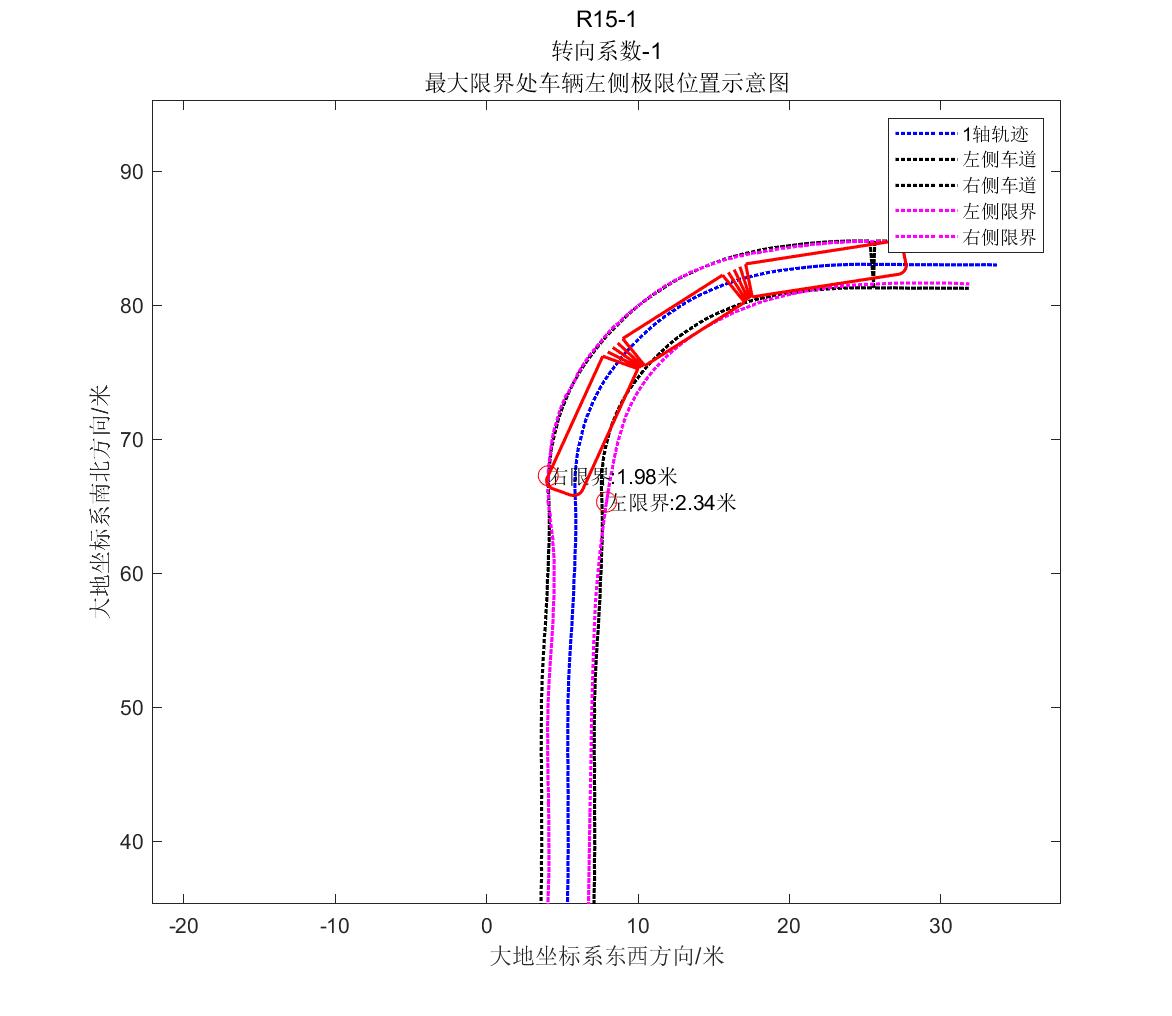 R15-1
转向系数-1
最大限界处车辆左侧极限位置示意图
1轴轨迹
左侧车道
右侧车道
左侧限界
右侧限界
90
80
70
60
50
40
右限界:1.98米
左限界:2.34米
-20
-10
0
10
20
30
大地坐标系南北方向/米
大地坐标系东西方向/米